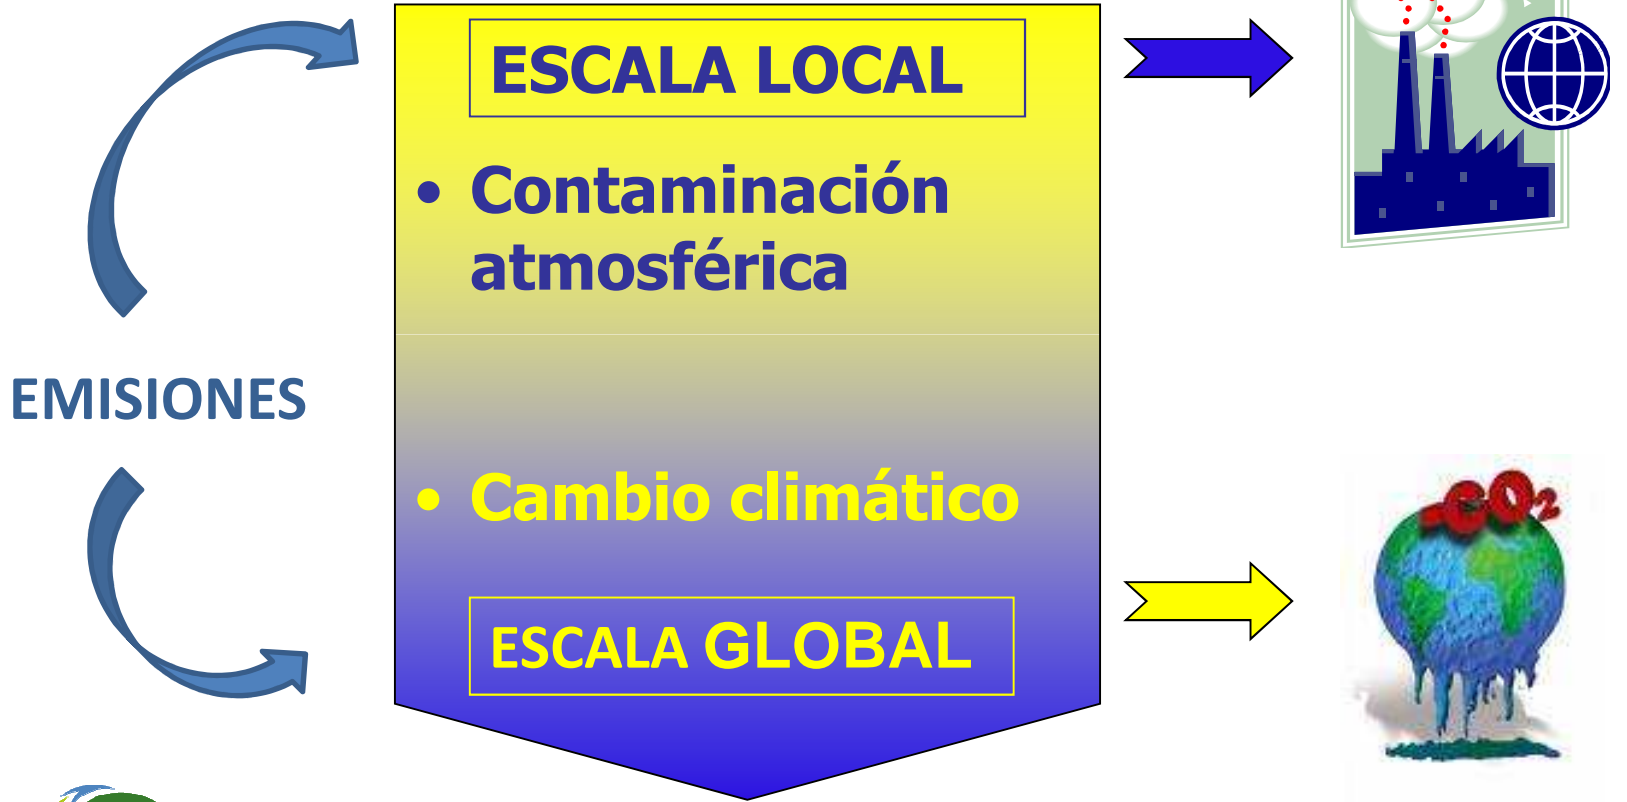 ESCALA LOCAL
• Contaminación
atmosférica
EMISIONES
• Cambio climático
ESCALA GLOBAL
CO2